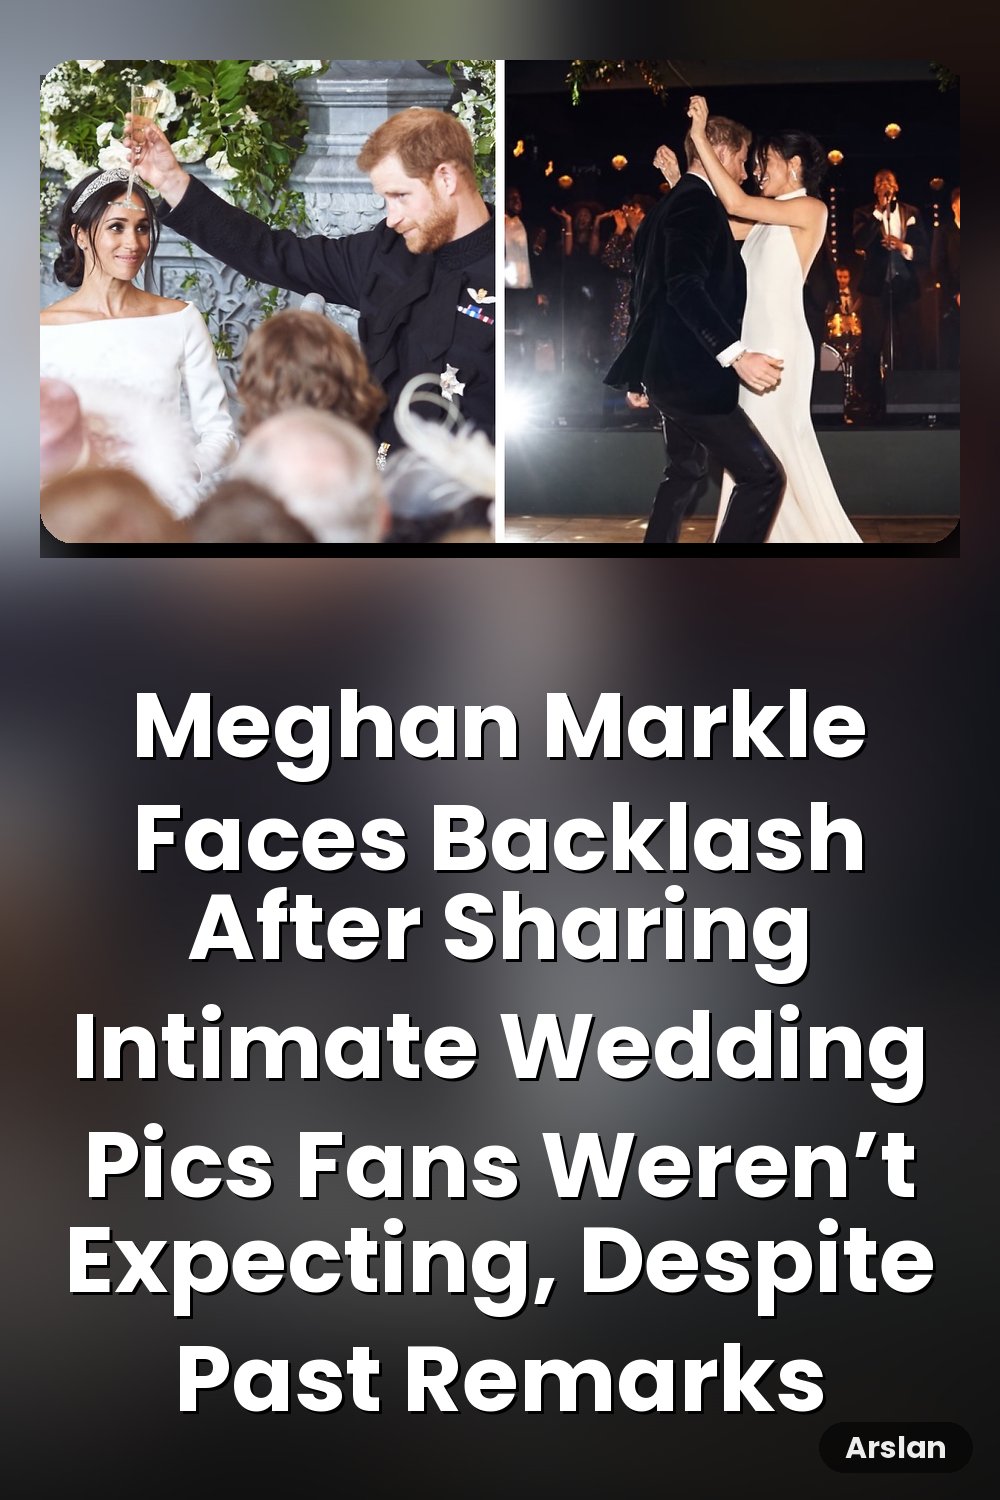 Meghan Markle
Faces Backlash
After Sharing
Intimate Wedding
Pics Fans Weren’t
Expecting, Despite
Past Remarks
Arslan